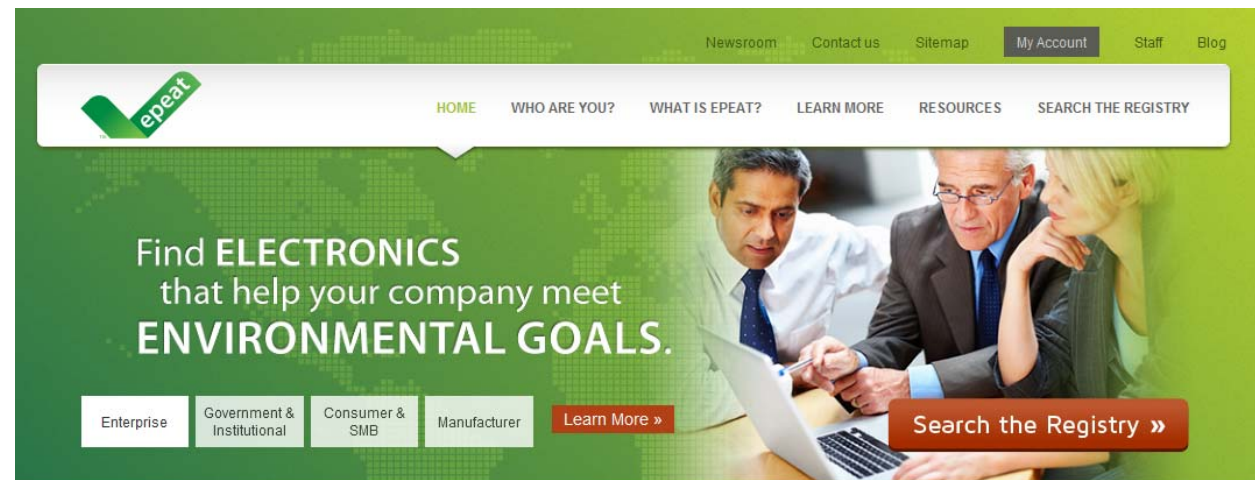 Newsroom Contact us Sitemap My Account Staff Blog
epeat
TM
HOME WHO ARE YOU? WHAT IS EPEAT? LEARN MORE RESOURCES SEARCH THE REGISTRY
Find ELECTRONICS
that help your company meet
ENVIRONMENTAL GOALS.
Enterprise
Government &
Institutional
Consumer &
SMB
Manufacturer
Learn More »
Search the Registry »